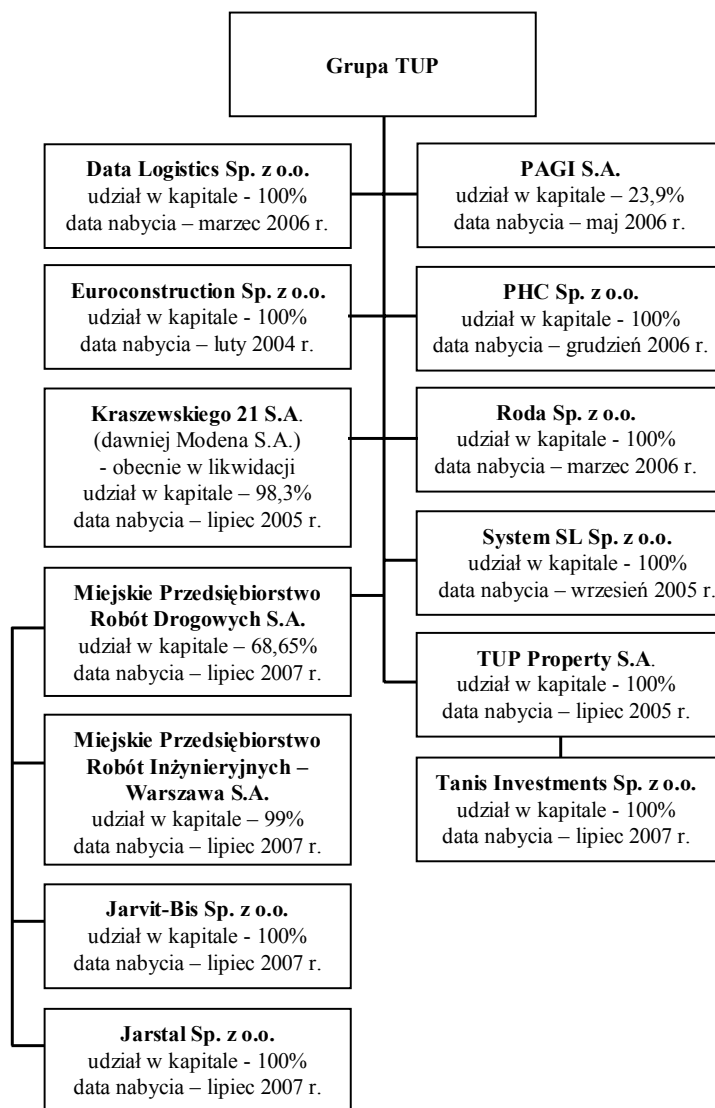 Grupa TUP
Data Logistics Sp. z o.o.
udział w kapitale - 100%
data nabycia – marzec 2006 r.
PAGI S.A.
udział w kapitale – 23,9%
data nabycia – maj 2006 r.
Euroconstruction Sp. z o.o.
udział w kapitale - 100%
data nabycia – luty 2004 r.
PHC Sp. z o.o.
udział w kapitale - 100%
data nabycia – grudzień 2006 r.
Kraszewskiego 21 S.A.
(dawniej Modena S.A.)
- obecnie w likwidacji
udział w kapitale – 98,3%
data nabycia – lipiec 2005 r.
Roda Sp. z o.o.
udział w kapitale - 100%
data nabycia – marzec 2006 r.
System SL Sp. z o.o.
udział w kapitale - 100%
data nabycia – wrzesień 2005 r.
Miejskie Przedsiębiorstwo
Robót Drogowych S.A.
udział w kapitale – 68,65%
data nabycia – lipiec 2007 r.
TUP Property S.A.
udział w kapitale - 100%
data nabycia – lipiec 2005 r.
Miejskie Przedsiębiorstwo
Robót Inżynieryjnych –
Warszawa S.A.
udział w kapitale – 99%
data nabycia – lipiec 2007 r.
Tanis Investments Sp. z o.o.
udział w kapitale - 100%
data nabycia – lipiec 2007 r.
Jarvit-Bis Sp. z o.o.
udział w kapitale - 100%
data nabycia – lipiec 2007 r.
Jarstal Sp. z o.o.
udział w kapitale - 100%
data nabycia – lipiec 2007 r.